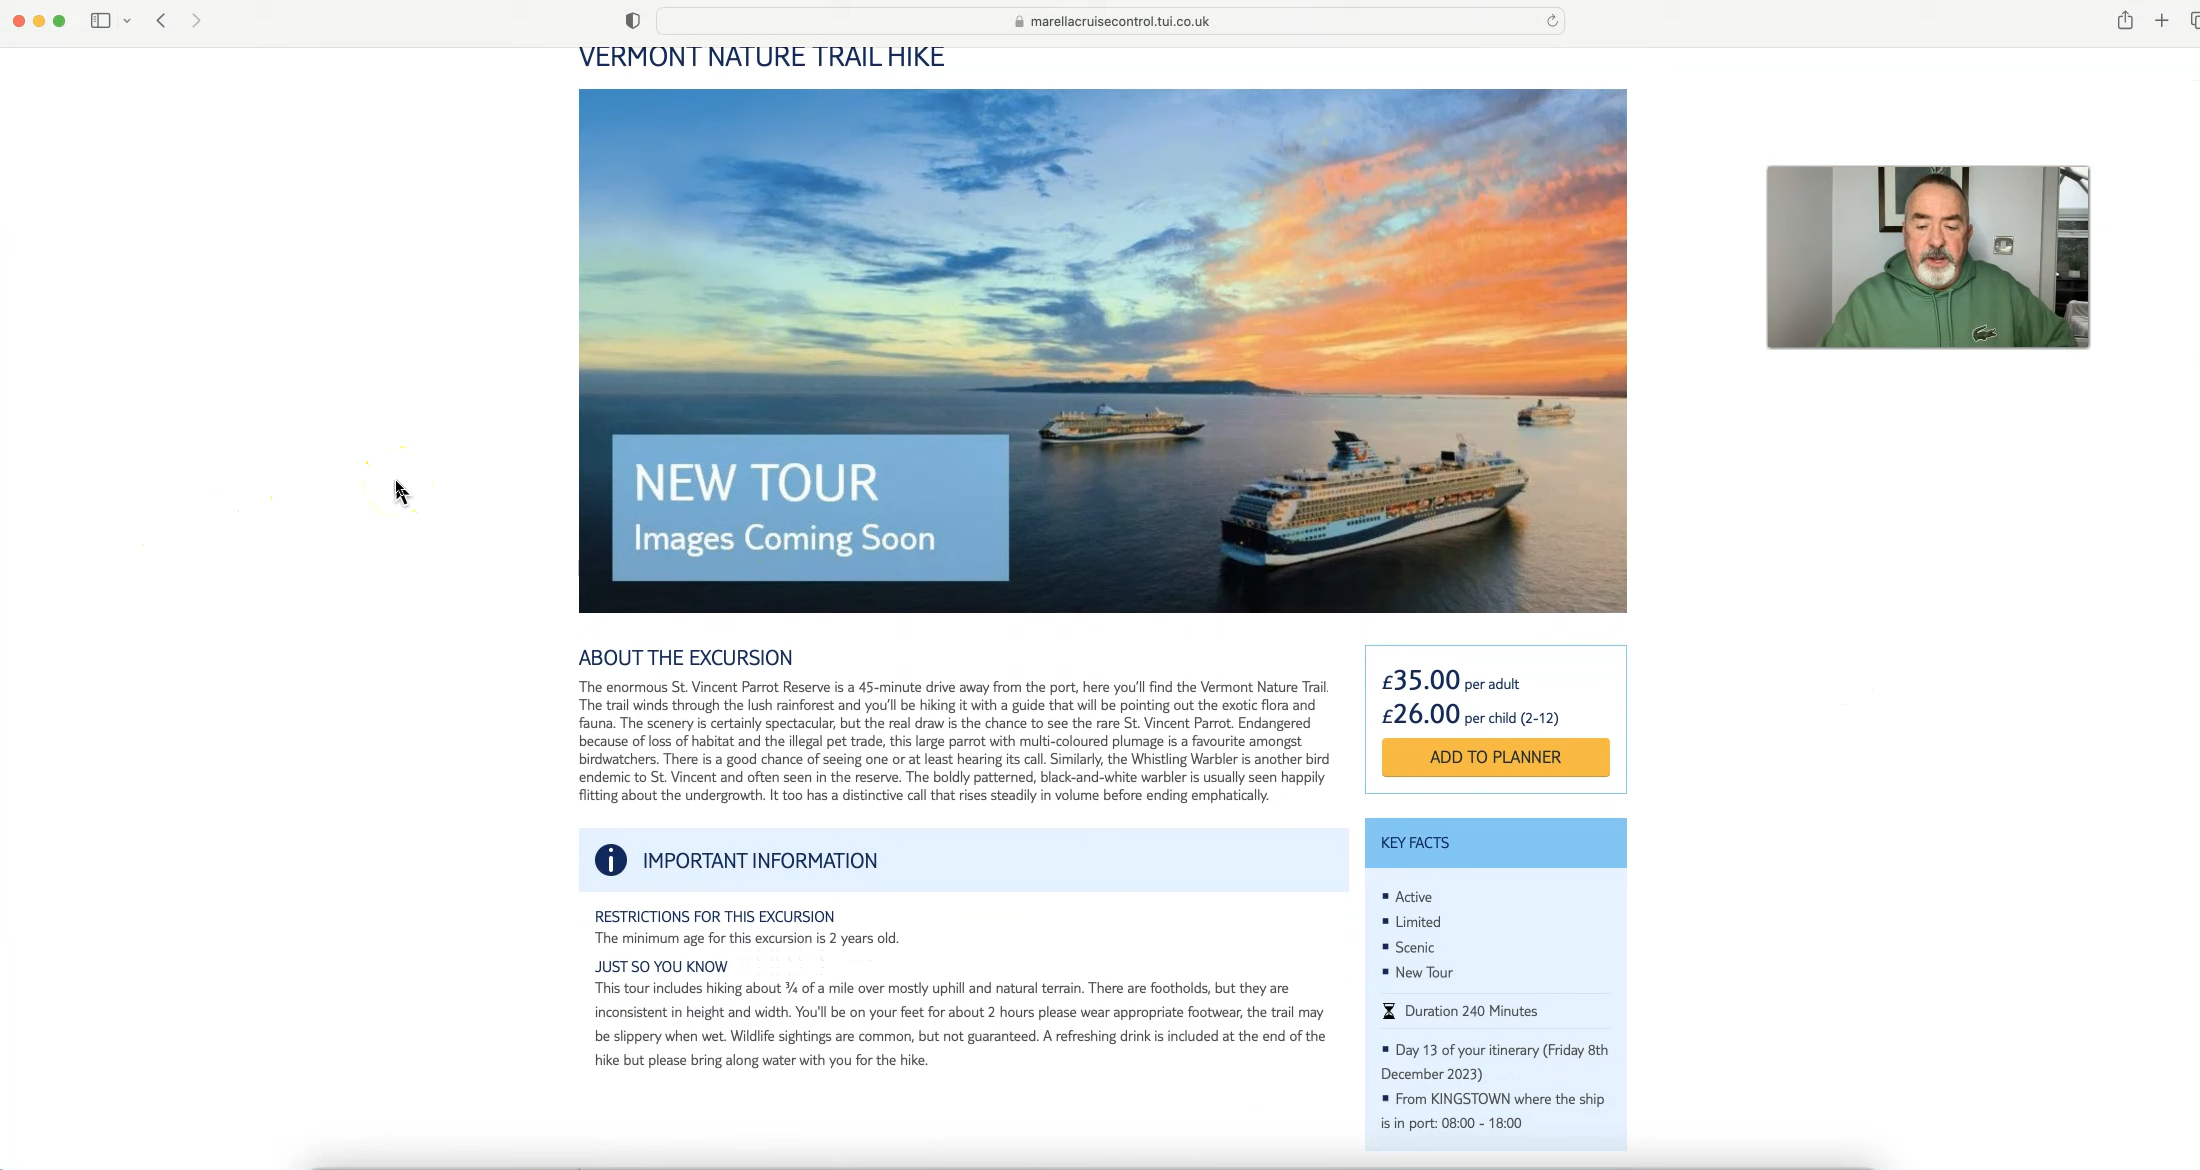 marellacruisecontrol.tui.co.uk
VERMONT NATURE TRAIL HIKE
NEW TOUR
Images Coming Soon
ABOUT THE EXCURSION
The enormous St. Vincent Parrot Reserve is a 45-minute drive away from the port, here you'll find the Vermont Nature Trail.
The trail winds through the lush rainforest and you'll be hiking it with a guide that will be pointing out the exotic flora and
fauna. The scenery is certainly spectacular, but the real draw is the chance to see the rare St. Vincent Parrot. Endangered
because of loss of habitat and the illegal pet trade, this large parrot with multi-coloured plumage is a favourite amongst
birdwatchers. There is a good chance of seeing one or at least hearing its call. Similarly, the Whistling Warbler is another bird
endemic to St. Vincent and often seen in the reserve. The boldly patterned, black-and-white warbler is usually seen happily
flitting about the undergrowth. It too has a distinctive call that rises steadily in volume before ending emphatically.
IMPORTANT INFORMATION
RESTRICTIONS FOR THIS EXCURSION
The minimum age for this excursion is 2 years old.
JUST SO YOU KNOW
This tour includes hiking about ¾ of a mile over mostly uphill and natural terrain. There are footholds, but they are
inconsistent in height and width. You'll be on your feet for about 2 hours please wear appropriate footwear, the trail may
be slippery when wet. Wildlife sightings are common, but not guaranteed. A refreshing drink is included at the end of the
hike but please bring along water with you for the hike.
£35.00 per adult
£26.00 per child (2-12)
ADD TO PLANNER
KEY FACTS
Active
Limited
Scenic
New Tour
Duration 240 Minutes
Day 13 of your itinerary (Friday 8th
December 2023)
From KINGSTOWN where the ship
is in port: 08:00 - 18:00